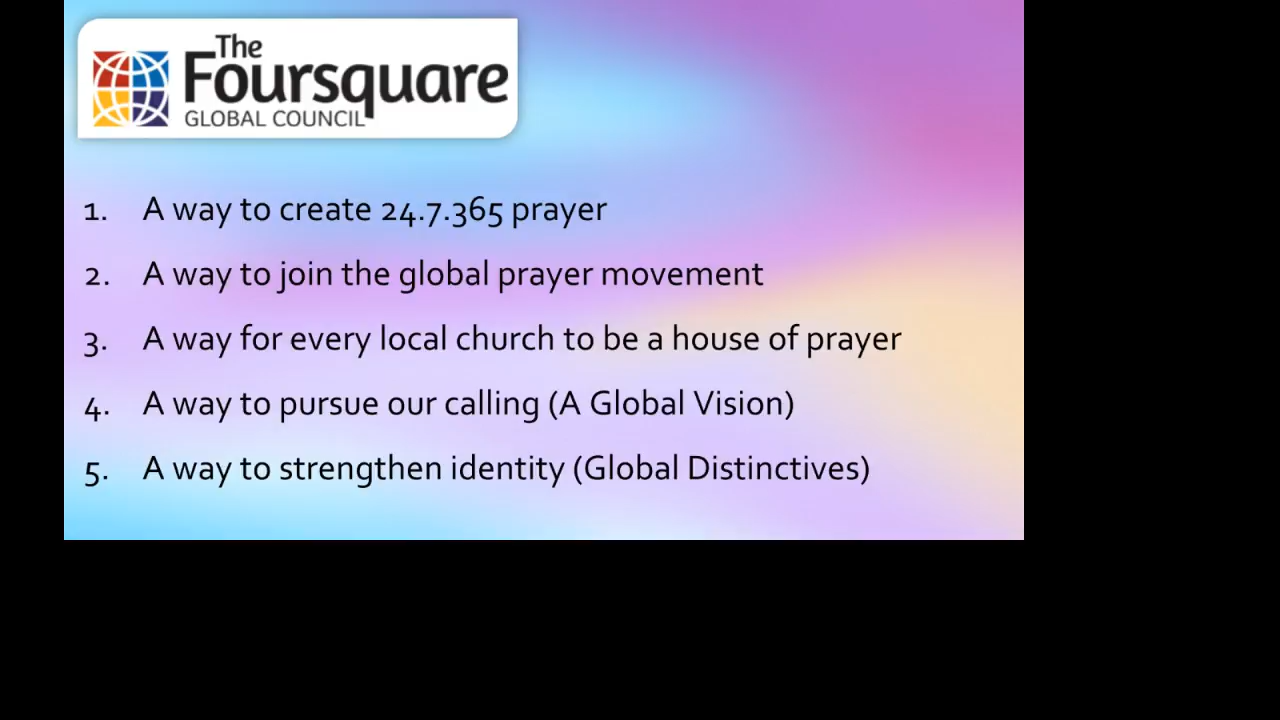 The
Foursquare
GLOBAL COUNCIL
1. A way to create 24.7.365 prayer
2. A way to join the global prayer movement
3. A way for every local church to be a house of prayer
4. A way to pursue our calling (A Global Vision)
5. A way to strengthen identity (Global Distinctives)